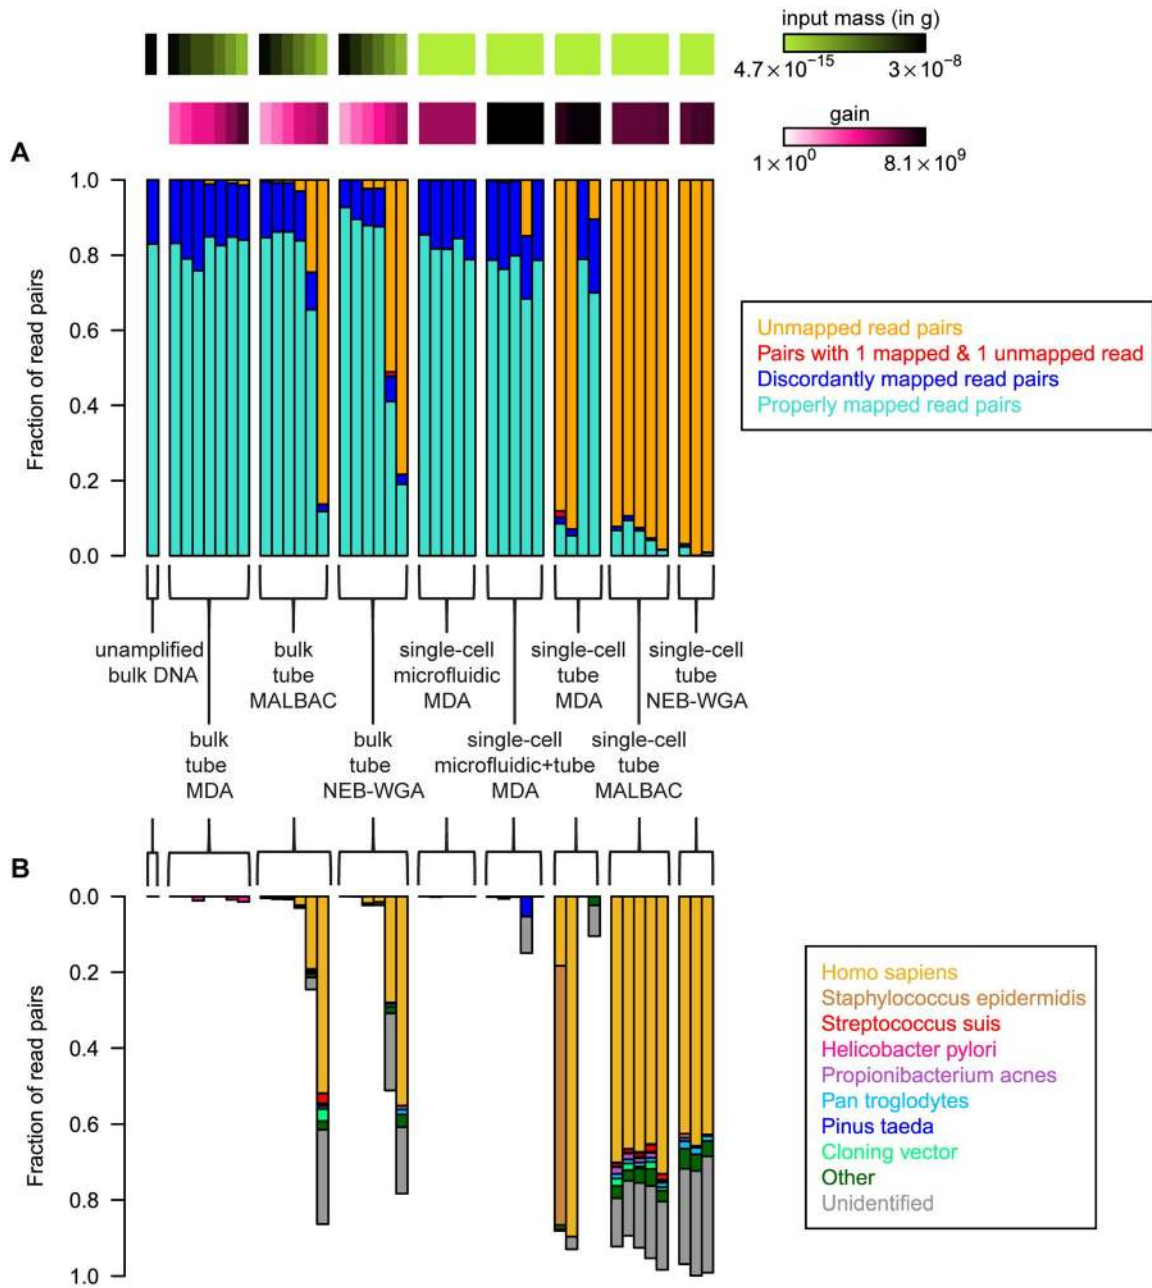 input mass (in g)
4.7×10⁻¹⁵ 3×10⁻⁸
gain
1×10⁰ 8.1×10⁹
A
1.0
0.8
0.6
0.4
0.2
0.0
Fraction of read pairs
Unmapped read pairs
Pairs with 1 mapped & 1 unmapped read
Discordantly mapped read pairs
Properly mapped read pairs
unamplified
bulk DNA
bulk
tube
MALBAC
single-cell
microfluidic
MDA
single-cell
tube
MDA
single-cell
tube
NEB-WGA
bulk
tube
MDA
bulk
tube
NEB-WGA
single-cell
microfluidic+tube
MDA
single-cell
tube
MALBAC
B
0.0
0.2
0.4
0.6
0.8
1.0
Fraction of read pairs
Homo sapiens
Staphylococcus epidermidis
Streptococcus suis
Helicobacter pylori
Propionibacterium acnes
Pan troglodytes
Pinus taeda
Cloning vector
Other
Unidentified